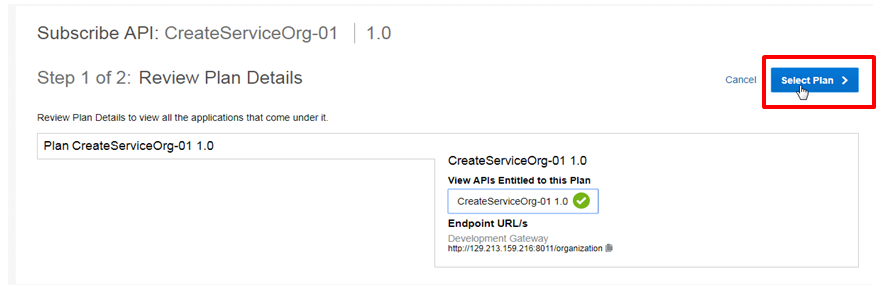 Subscribe API: CreateServiceOrg-01 | 1.0
Step 1 of 2: Review Plan Details
Cancel
Select Plan
Review Plan Details to view all the applications that come under it.
Plan CreateServiceOrg-01 1.0
CreateServiceOrg-01 1.0
View APIs Entitled to this Plan
CreateServiceOrg-01 1.0
Endpoint URL/s
Development Gateway
http://129.213.159.216:8011/organization